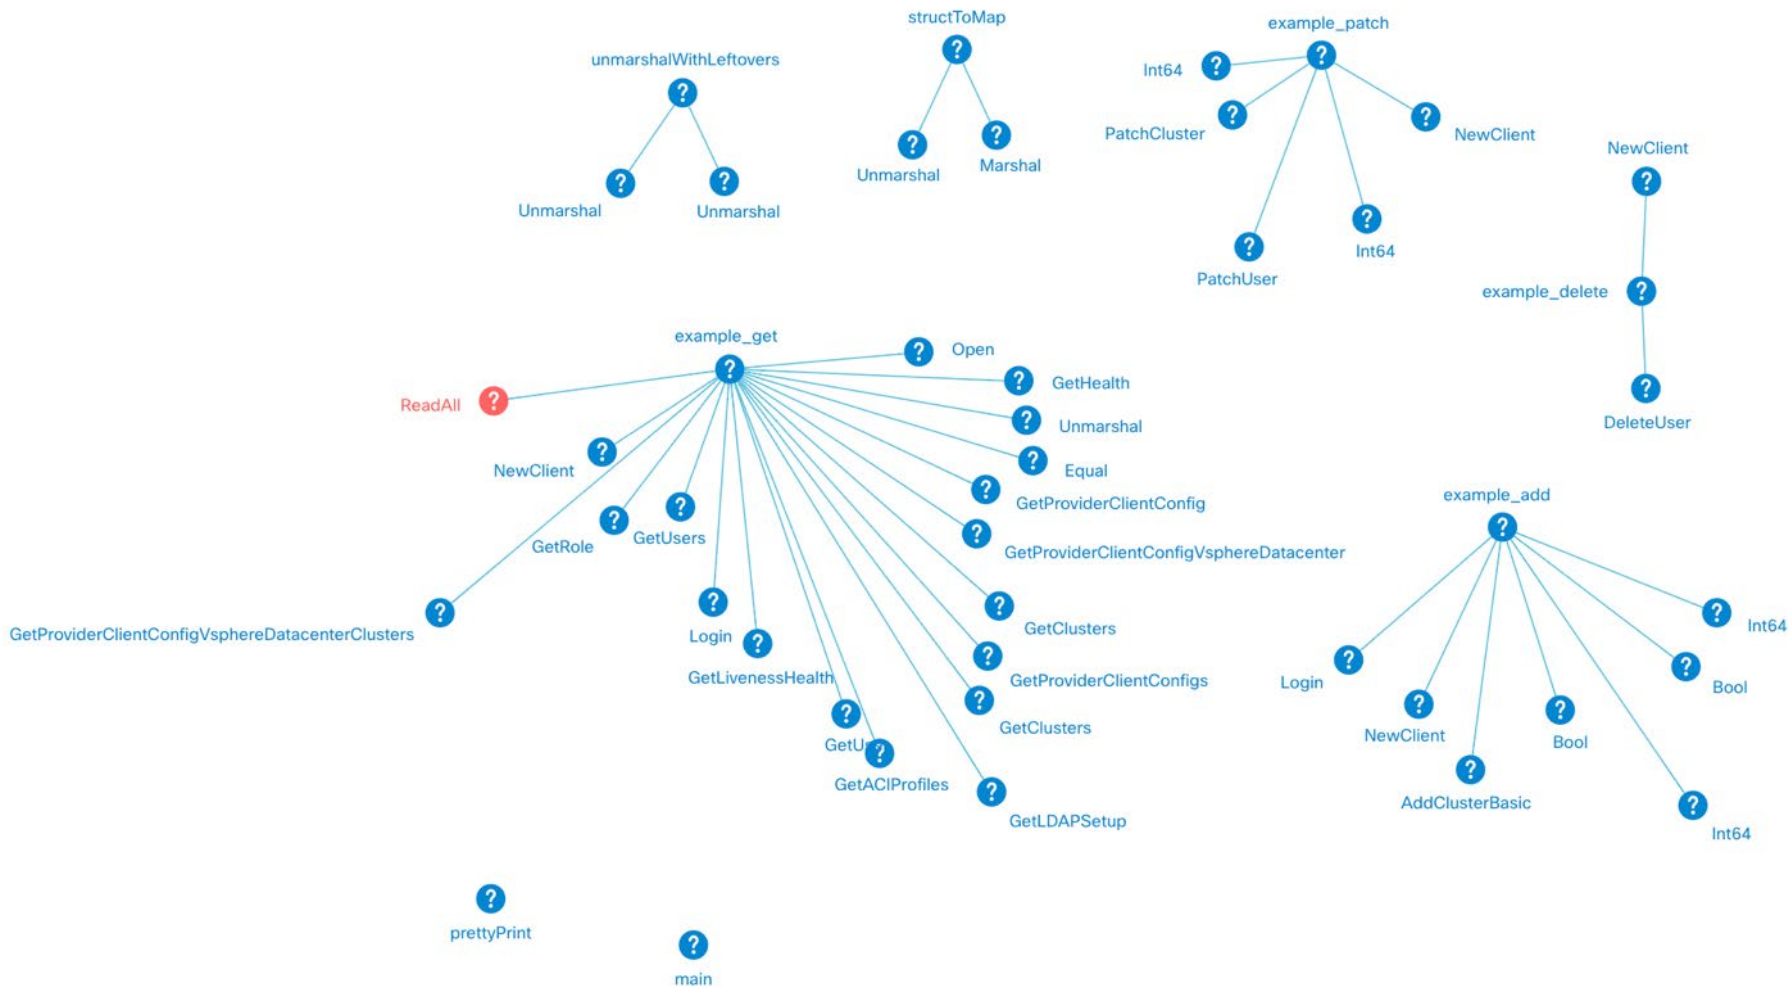 structToMap
example_patch
unmarshalWithLeftovers
Int64
PatchCluster
NewClient
NewClient
Unmarshal
Marshal
Unmarshal
Unmarshal
Int64
PatchUser
example_delete
example_get
Open
GetHealth
ReadAll
DeleteUser
Unmarshal
NewClient
Equal
example_add
GetProviderClientConfig
GetRole
GetUsers
GetProviderClientConfigVsphereDatacenter
GetProviderClientConfigVsphereDatacenterClusters
Login
GetClusters
Int64
GetLivenessHealth
GetProviderClientConfigs
Login
Bool
GetClusters
NewClient
Bool
GetACIProfiles
AddClusterBasic
GetLDAPSetup
Int64
prettyPrint
main